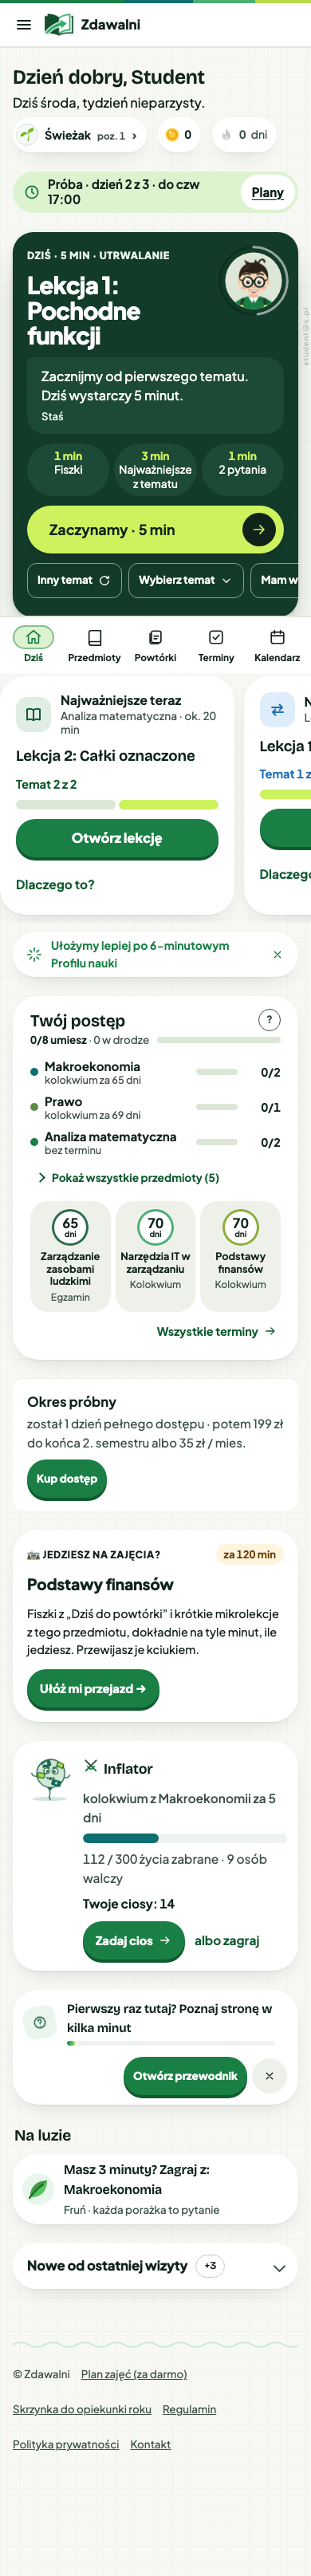 Zdawalni
Dzień dobry, Student
Dziś środa, tydzień nieparzysty.
Świeżak poz. 1 ›
0
0 dni
Próba · dzień 2 z 3 · do czw
17:00
Plany
DZIŚ · 5 MIN · UTRWALANIE
Lekcja 1:
Pochodne
funkcji
student@x.pl
Zacznijmy od pierwszego tematu.
Dziś wystarczy 5 minut.
Staś
1 min
Fiszki
3 min
Najważniejsze
z tematu
1 min
2 pytania
Zaczynamy · 5 min
Inny temat
Wybierz temat
Mam w
Dziś
Przedmioty
Powtórki
Terminy
Kalendarz
Najważniejsze teraz
Analiza matematyczna · ok. 20
min
Lekcja 2: Całki oznaczone
Temat 2 z 2
Otwórz lekcję
Dlaczego to?
N
Le
Lekcja 1
Temat 1 z
Dlaczego
Ułożymy lepiej po 6-minutowym
Profilu nauki
Twój postęp
?
0/8 umiesz · 0 w drodze
Makroekonomia
kolokwium za 65 dni
0/2
Prawo
kolokwium za 69 dni
0/1
Analiza matematyczna
bez terminu
0/2
Pokaż wszystkie przedmioty (5)
65
dni
Zarządzanie
zasobami
ludzkimi
Egzamin
70
dni
Narzędzia IT w
zarządzaniu
Kolokwium
70
dni
Podstawy
finansów
Kolokwium
Wszystkie terminy →
Okres próbny
został 1 dzień pełnego dostępu · potem 199 zł
do końca 2. semestru albo 35 zł / mies.
Kup dostęp
JEDZIESZ NA ZAJĘCIA?
za 120 min
Podstawy finansów
Fiszki z „Dziś do powtórki” i krótkie mikrolekcje
z tego przedmiotu, dokładnie na tyle minut, ile
jedziesz. Przewijasz je kciukiem.
Ułóż mi przejazd →
Inflator
kolokwium z Makroekonomii za 5
dni
112 / 300 życia zabrane · 9 osób
walczy
Twoje ciosy: 14
Zadaj cios →
albo zagraj
Pierwszy raz tutaj? Poznaj stronę w
kilka minut
Otwórz przewodnik
Na luzie
Masz 3 minuty? Zagraj z:
Makroekonomia
Fruń · każda porażka to pytanie
Nowe od ostatniej wizyty
+3
© Zdawalni Plan zajęć (za darmo)
Skrzynka do opiekunki roku Regulamin
Polityka prywatności Kontakt